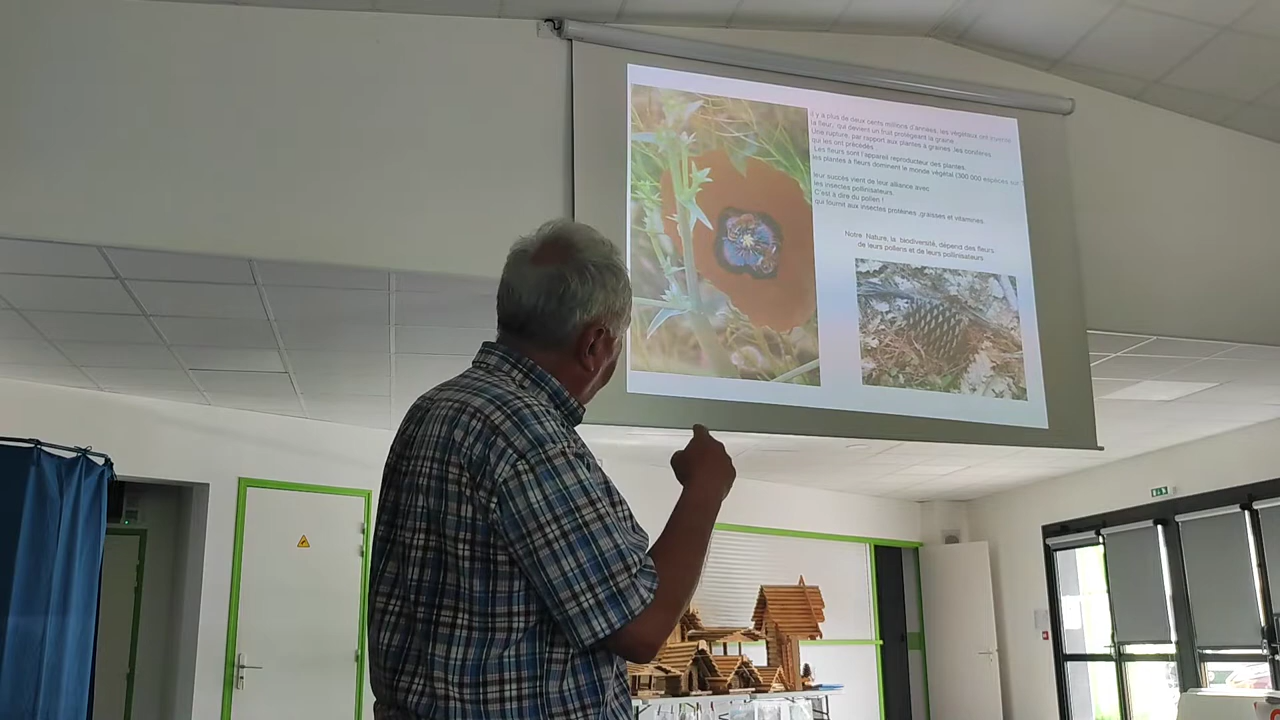 il y a plus de deux cents millions d'années, les végétaux ont inventé
la fleur, qui devient un fruit protégeant la graine.
Une rupture, par rapport aux plantes à graines ,les conifères
qui les ont précédés .
Les fleurs sont l'appareil reproducteur des plantes.
les plantes à fleurs dominent le monde végétal (300 000 espèces sur
leur succès vient de leur alliance avec
les insectes pollinisateurs.
C'est à dire du pollen !
qui fournit aux insectes protéines ,graisses et vitamines.
Notre Nature, la biodiversité, dépend des fleurs.
de leurs pollens et de leurs pollinisateurs